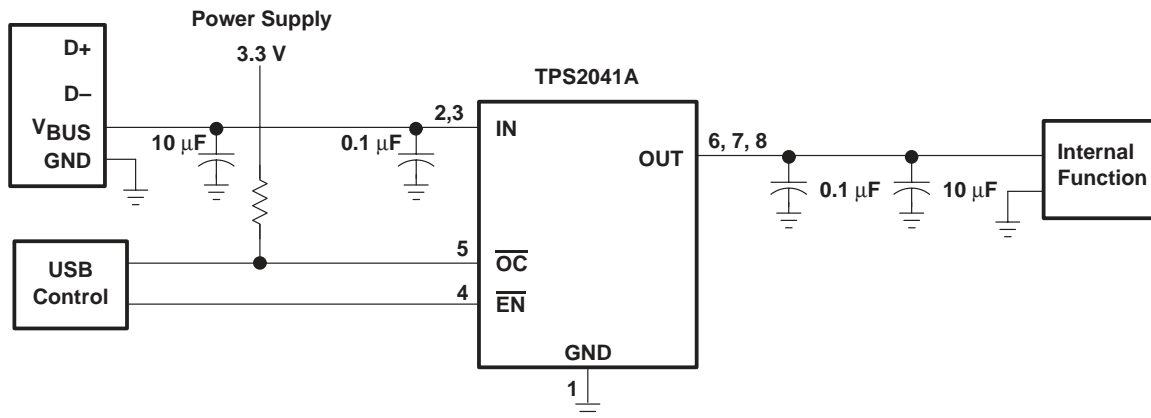 Power Supply
3.3 V
D+
D–
VBUS
GND
10 μF
0.1 μF
2,3
TPS2041A
IN
OUT
6, 7, 8
0.1 μF
10 μF
Internal
Function
USB
Control
5
OC
4
EN
GND
1